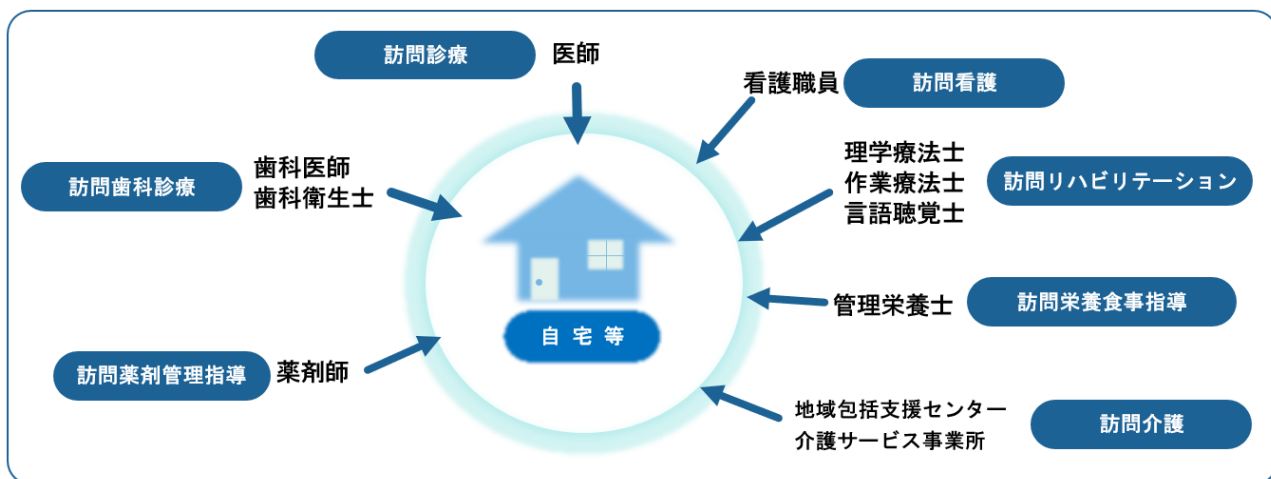 訪問診療
医師
看護職員
訪問看護
歯科医師
歯科衛生士
訪問歯科診療
理学療法士
作業療法士
言語聴覚士
訪問リハビリテーション
管理栄養士
訪問栄養食事指導
自宅等
訪問薬剤管理指導
薬剤師
地域包括支援センター
介護サービス事業所
訪問介護